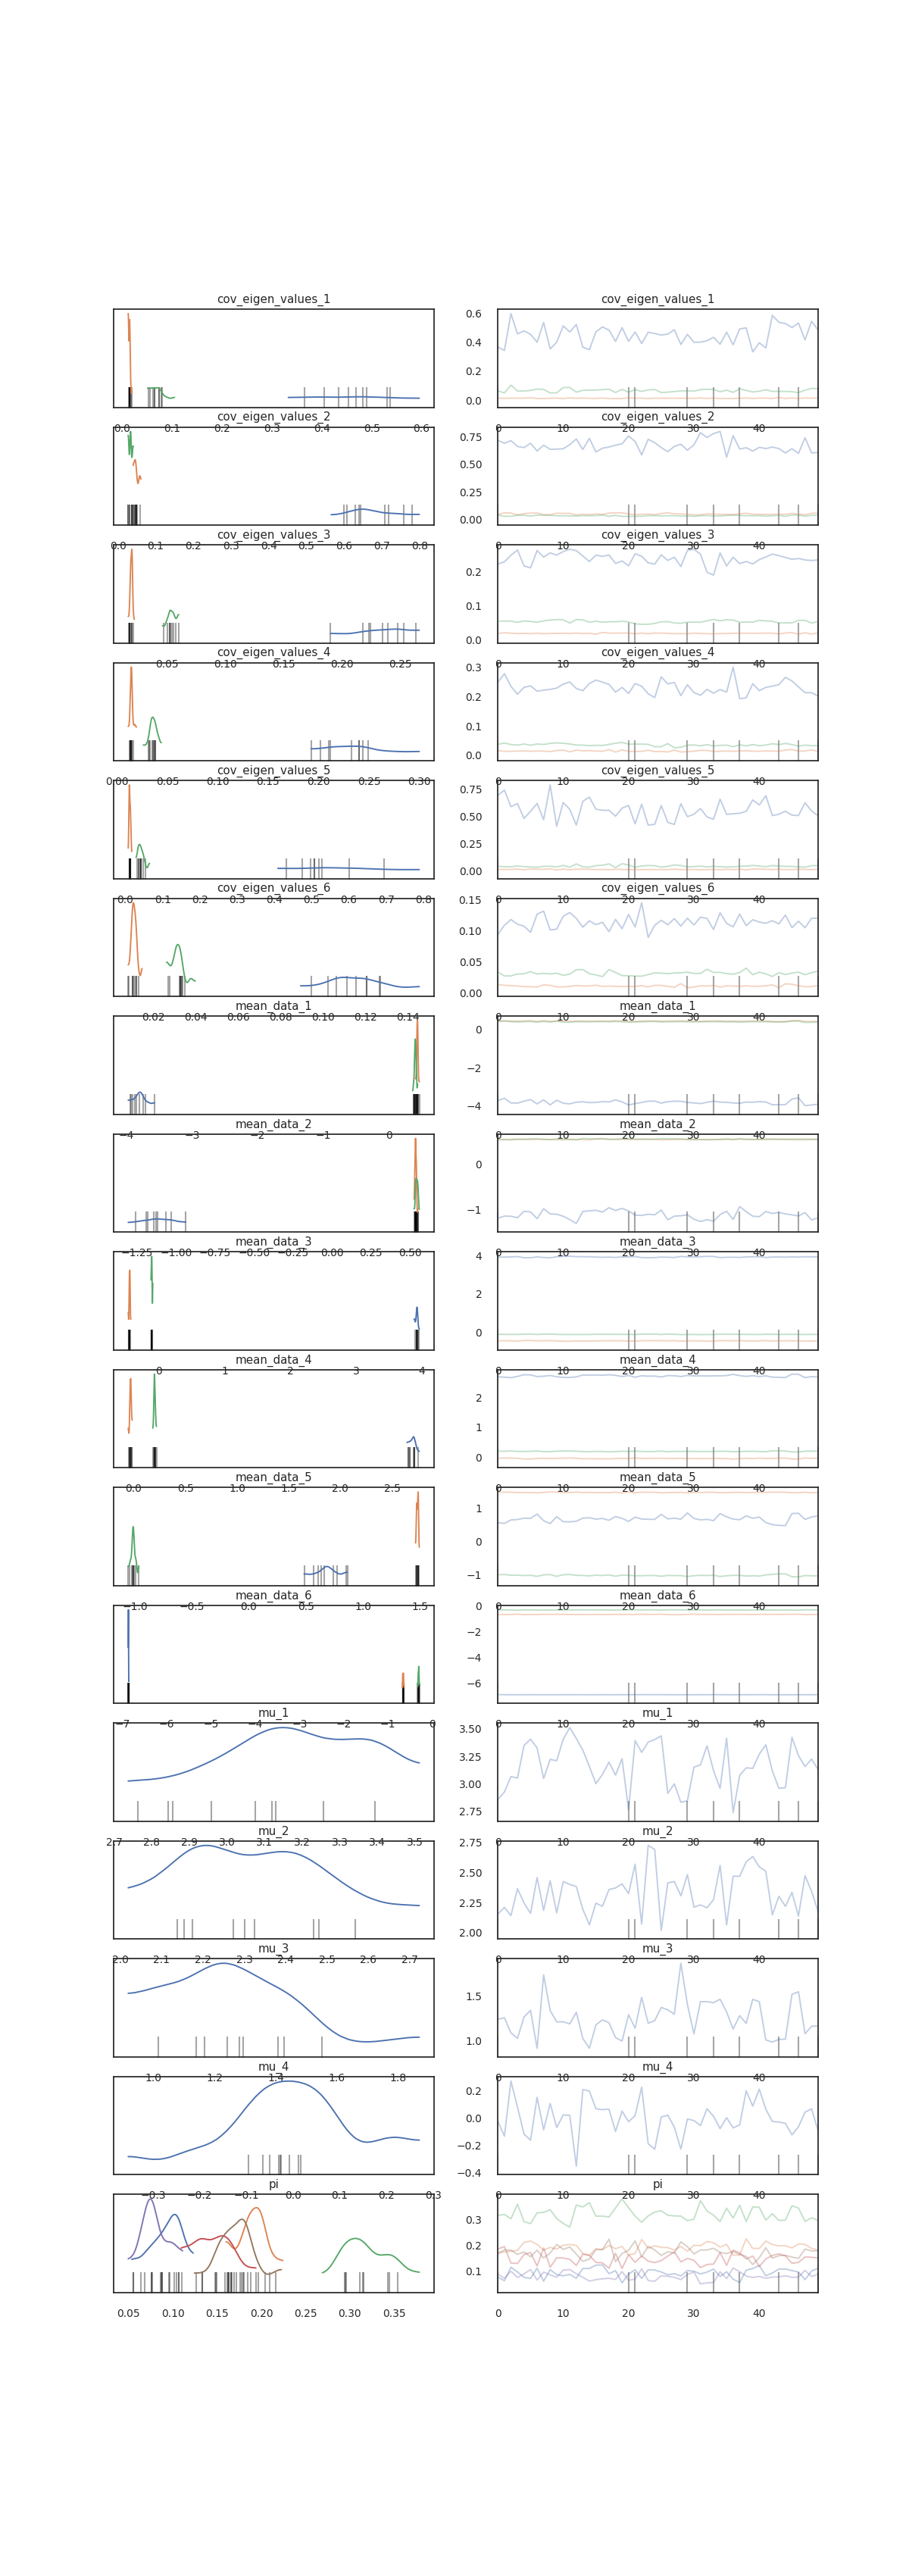 cov_eigen_values_1 cov_eigen_values_1
0.6
0.4
0.2
0.0
0.0 0.1 0.2 0.3 0.4 0.5 0.6 0 10 20 30 40
cov_eigen_values_2 cov_eigen_values_2
0.75
0.50
0.25
0.00
0.0 0.1 0.2 0.3 0.4 0.5 0.6 0.7 0.8 0 10 20 30 40
cov_eigen_values_3 cov_eigen_values_3
0.2
0.1
0.0
0.05 0.10 0.15 0.20 0.25 0 10 20 30 40
cov_eigen_values_4 cov_eigen_values_4
0.3
0.2
0.1
0.0
0.00 0.05 0.10 0.15 0.20 0.25 0.30 0 10 20 30 40
cov_eigen_values_5 cov_eigen_values_5
0.75
0.50
0.25
0.00
0.0 0.1 0.2 0.3 0.4 0.5 0.6 0.7 0.8 0 10 20 30 40
cov_eigen_values_6 cov_eigen_values_6
0.15
0.10
0.05
0.00
0.02 0.04 0.06 0.08 0.10 0.12 0.14 0 10 20 30 40
mean_data_1 mean_data_1
0
−2
−4
−4 −3 −2 −1 0 0 10 20 30 40
mean_data_2 mean_data_2
0
−1
−1.25 −1.00 −0.75 −0.50 −0.25 0.00 0.25 0.50 0 10 20 30 40
mean_data_3 mean_data_3
4
2
0
0 1 2 3 4 0 10 20 30 40
mean_data_4 mean_data_4
2
1
0
0.0 0.5 1.0 1.5 2.0 2.5 0 10 20 30 40
mean_data_5 mean_data_5
1
0
−1
−1.0 −0.5 0.0 0.5 1.0 1.5 0 10 20 30 40
mean_data_6 mean_data_6
0
−2
−4
−6
−7 −6 −5 −4 −3 −2 −1 0 0 10 20 30 40
mu_1 mu_1
3.50
3.25
3.00
2.75
2.7 2.8 2.9 3.0 3.1 3.2 3.3 3.4 3.5 0 10 20 30 40
mu_2 mu_2
2.75
2.50
2.25
2.00
2.0 2.1 2.2 2.3 2.4 2.5 2.6 2.7 0 10 20 30 40
mu_3 mu_3
1.5
1.0
1.0 1.2 1.4 1.6 1.8 0 10 20 30 40
mu_4 mu_4
0.2
0.0
−0.2
−0.4
−0.3 −0.2 −0.1 0.0 0.1 0.2 0.3 0 10 20 30 40
pi pi
0.3
0.2
0.1
0.05 0.10 0.15 0.20 0.25 0.30 0.35 0 10 20 30 40